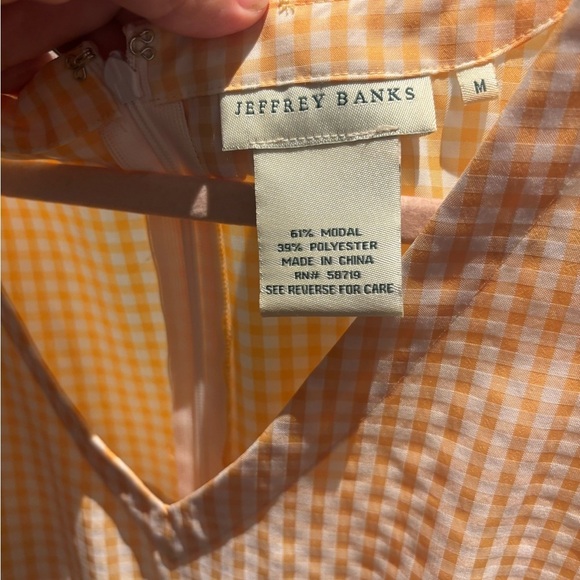 JEFFREY BANKS
M
61% MODAL
39% POLYESTER
MADE IN CHINA
RN# 58719
SEE REVERSE FOR CARE